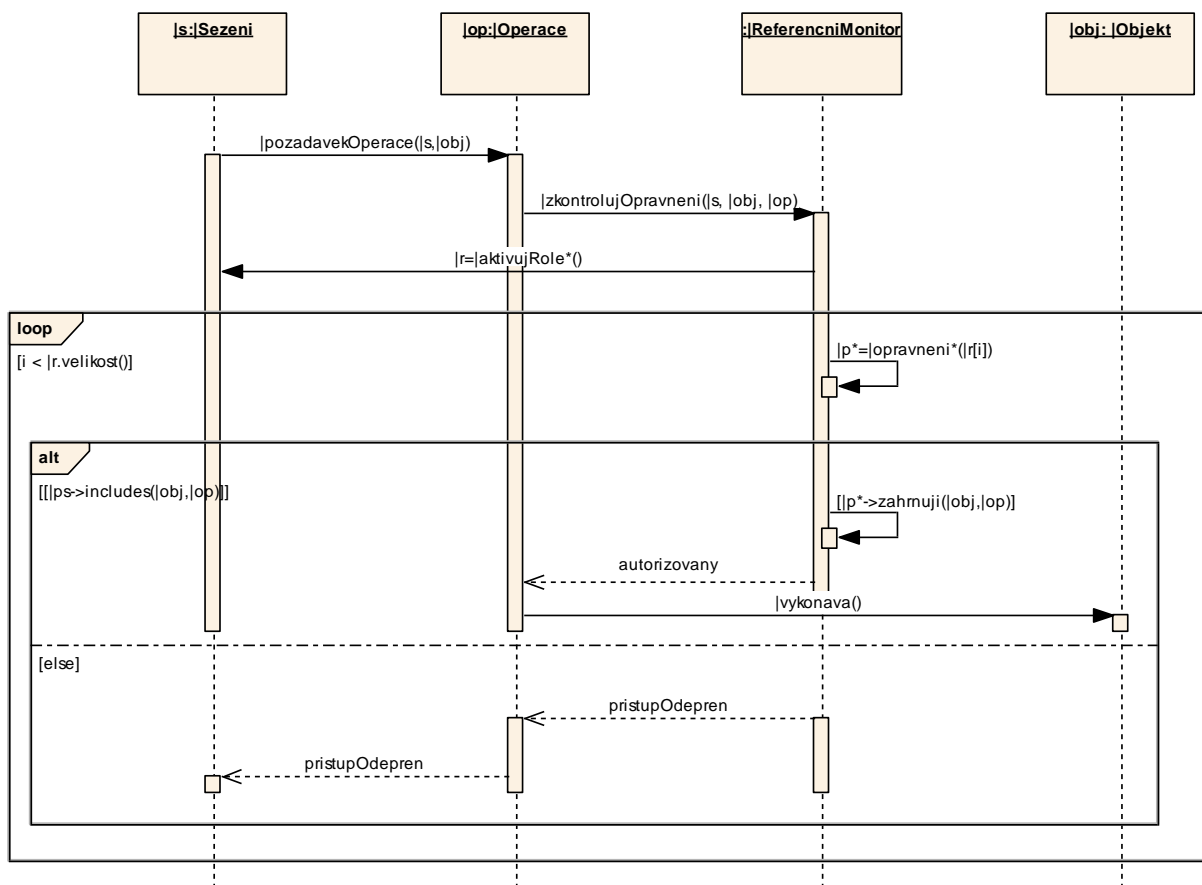 |s:|Sezeni
|op:|Operace
:|ReferencniMonitor
|obj: |Objekt
|pozadavekOperace(|s,|obj)
|zkontrolujOpravneni(|s, |obj, |op)
|r=|aktivujRole*()
loop
[i < |r.velikost()]
|p*=|opravneni*(|r[i])
alt
[[|ps->includes(|obj,|op)]]
[|p*->zahrnuji(|obj,|op)]
autorizovany
|vykonava()
[else]
pristupOdepren
pristupOdepren